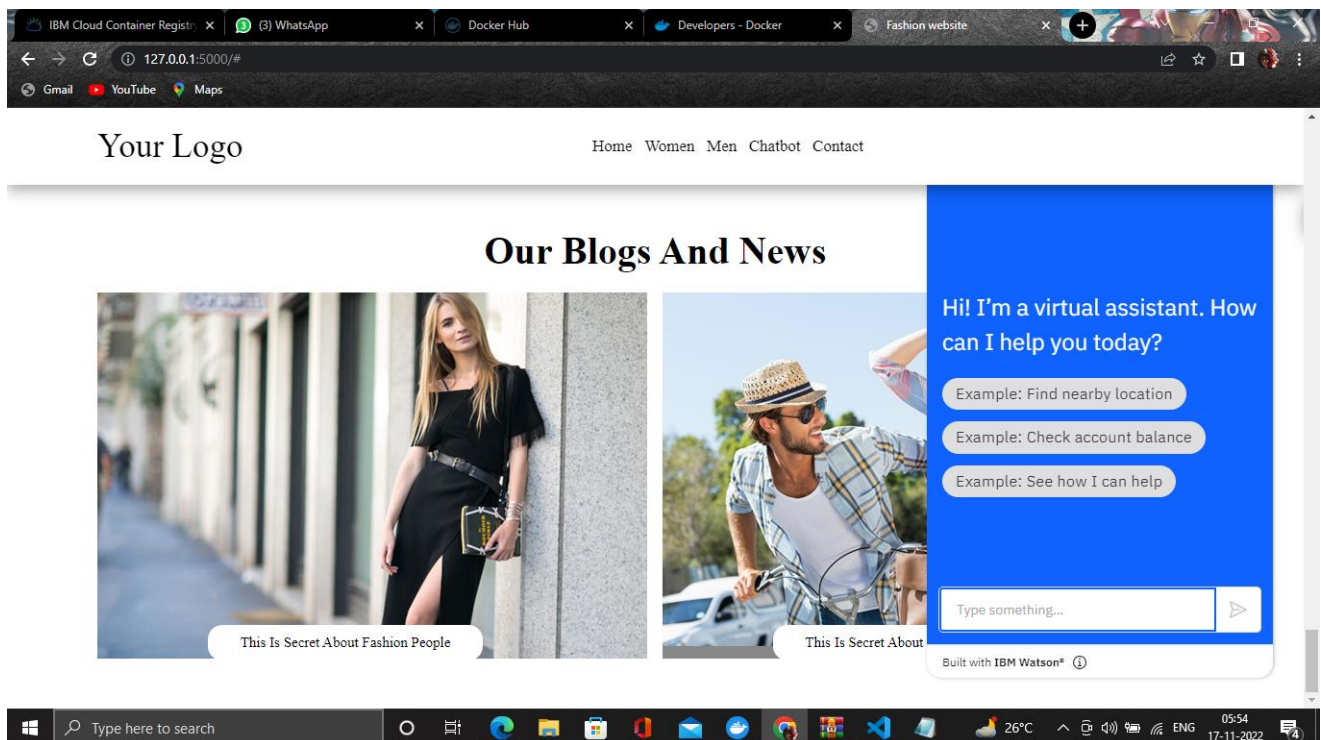 IBM Cloud Container Registr
(3) WhatsApp
Docker Hub
Developers - Docker
Fashion website
127.0.0.1:5000/#
Gmail YouTube Maps
Your Logo
Home Women Men Chatbot Contact
Our Blogs And News
Hi! I'm a virtual assistant. How
can I help you today?
Example: Find nearby location
Example: Check account balance
Example: See how I can help
Type something...
This Is Secret About Fashion People
This Is Secret About
Built with IBM Watson®
Type here to search
26°C
ENG
05:54
17-11-2022
4